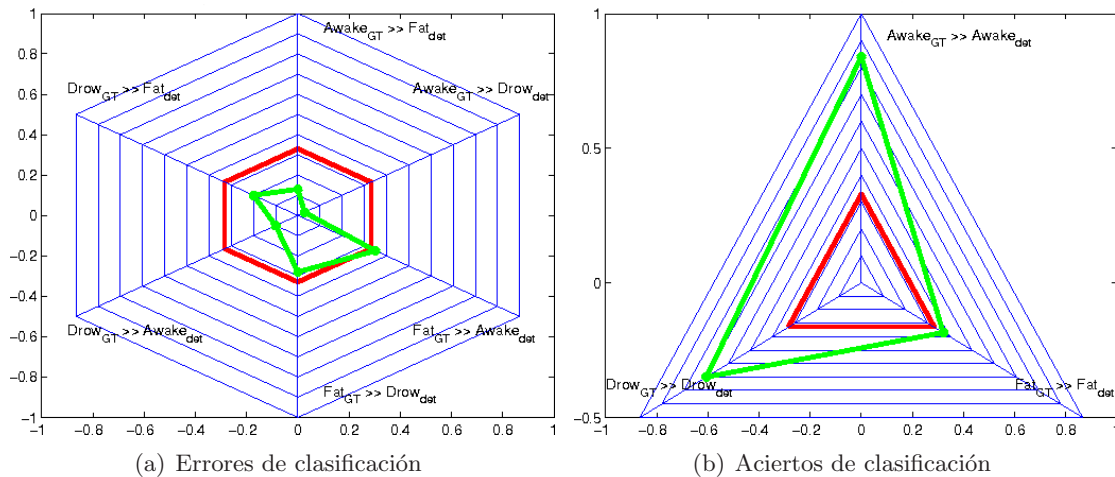 1
0.8
0.6
0.4
0.2
0
−0.2
−0.4
−0.6
−0.8
−1
−1 −0.8 −0.6 −0.4 −0.2 0 0.2 0.4 0.6 0.8 1
Awake_GT >> Fat_det
Drow_GT >> Fat_det
Awake_GT >> Drow_det
Drow_GT >> Awake_det
Fat_GT >> Awake_det
Fat_GT >> Drow_det
(a) Errores de clasificación
1
0.5
0
−0.5
−1 −0.8 −0.6 −0.4 −0.2 0 0.2 0.4 0.6 0.8 1
Awake_GT >> Awake_det
Drow_GT >> Drow_det
Fat_GT >> Fat_det
(b) Aciertos de clasificación